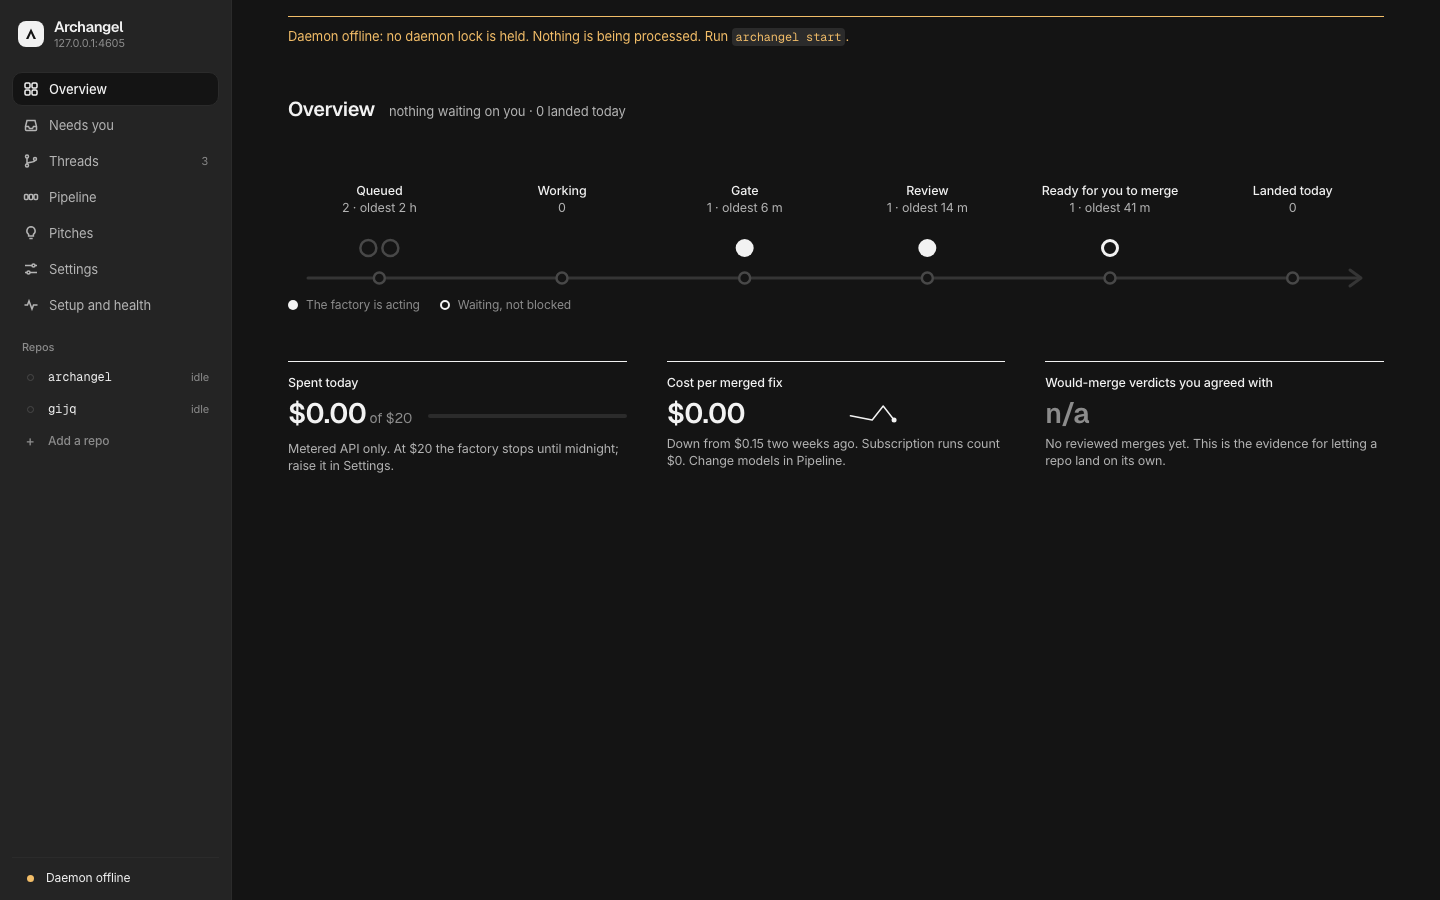 Archangel
127.0.0.1:4605
Overview
Needs you
Threads 3
Pipeline
Pitches
Settings
Setup and health
Repos
archangel idle
gijq idle
+ Add a repo
Daemon offline
Daemon offline: no daemon lock is held. Nothing is being processed. Run archangel start.
Overview nothing waiting on you · 0 landed today
Queued
2 · oldest 2 h
Working
0
Gate
1 · oldest 6 m
Review
1 · oldest 14 m
Ready for you to merge
1 · oldest 41 m
Landed today
0
The factory is acting
Waiting, not blocked
Spent today
$0.00 of $20
Metered API only. At $20 the factory stops until midnight;
raise it in Settings.
Cost per merged fix
$0.00
Down from $0.15 two weeks ago. Subscription runs count
$0. Change models in Pipeline.
Would-merge verdicts you agreed with
n/a
No reviewed merges yet. This is the evidence for letting a
repo land on its own.